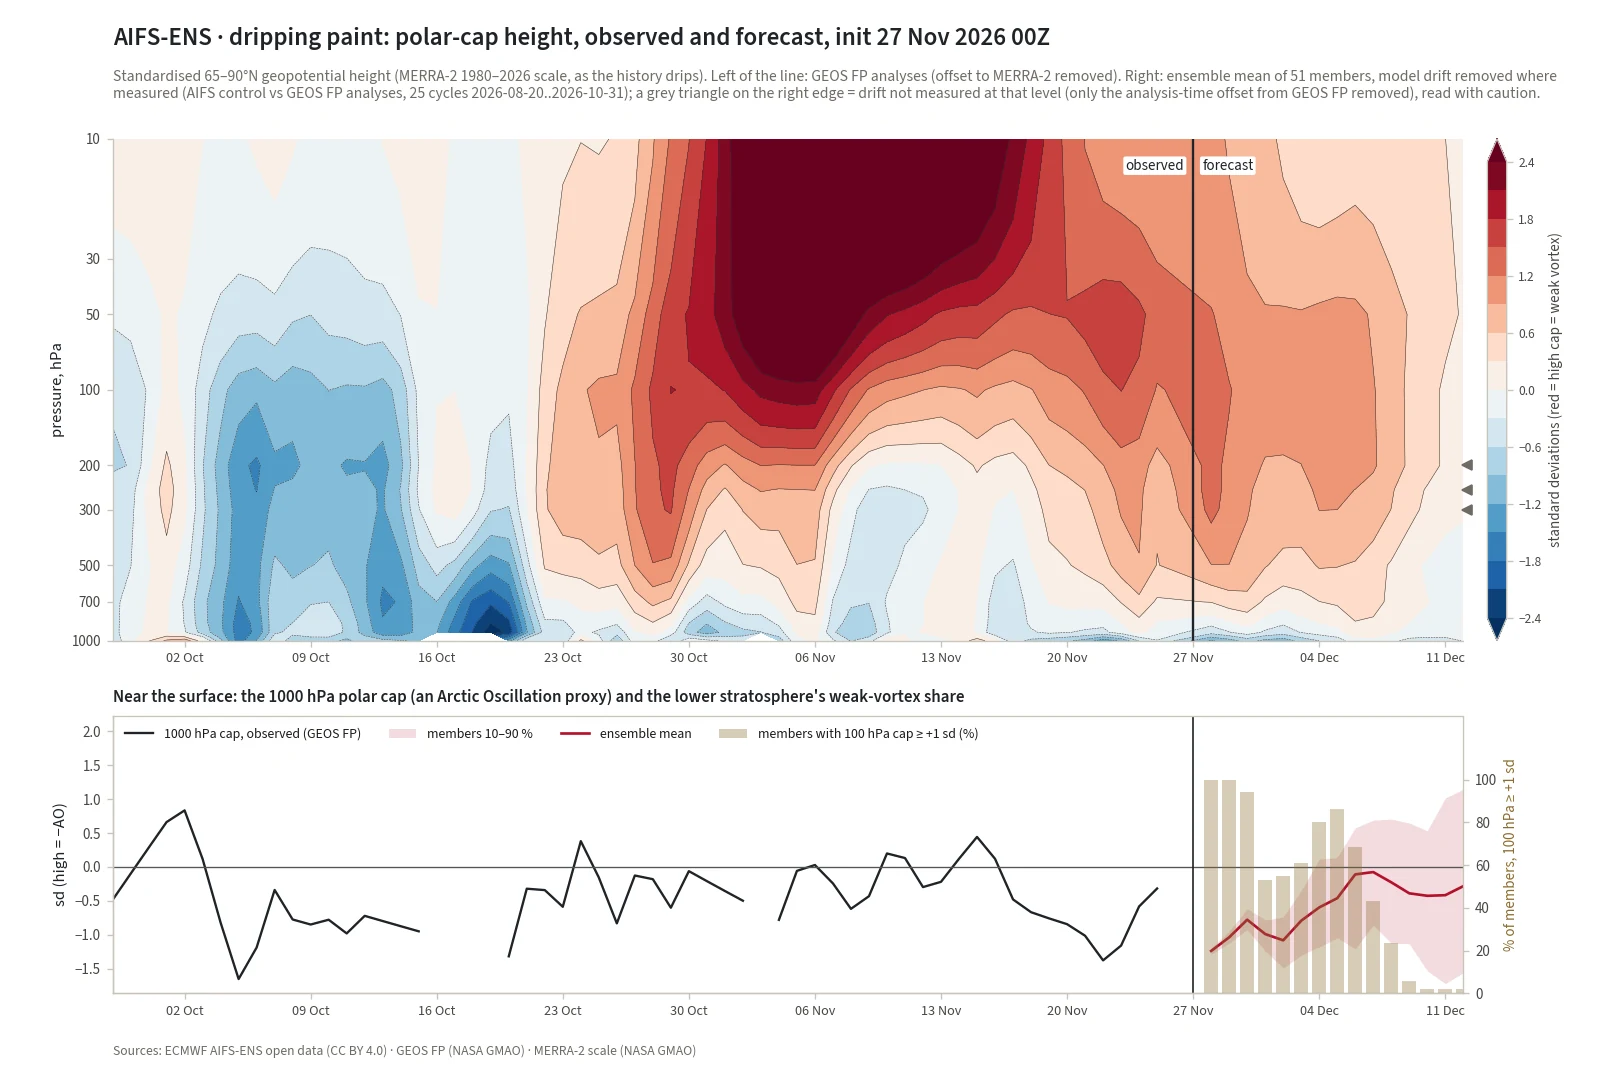 AIFS-ENS · dripping paint: polar-cap height, observed and forecast, init 27 Nov 2026 00Z
Standardised 65–90°N geopotential height (MERRA-2 1980–2026 scale, as the history drips). Left of the line: GEOS FP analyses (offset to MERRA-2 removed). Right: ensemble mean of 51 members, model drift removed where
measured (AIFS control vs GEOS FP analyses, 25 cycles 2026-08-20..2026-10-31); a grey triangle on the right edge = drift not measured at that level (only the analysis-time offset from GEOS FP removed), read with caution.
pressure, hPa
10
30
50
100
200
300
500
700
1000
observed
forecast
02 Oct
09 Oct
16 Oct
23 Oct
30 Oct
06 Nov
13 Nov
20 Nov
27 Nov
04 Dec
11 Dec
2.4
1.8
1.2
0.6
0.0
−0.6
−1.2
−1.8
−2.4
standard deviations (red = high cap = weak vortex)
Near the surface: the 1000 hPa polar cap (an Arctic Oscillation proxy) and the lower stratosphere's weak-vortex share
1000 hPa cap, observed (GEOS FP)
members 10–90 %
ensemble mean
members with 100 hPa cap ≥ +1 sd (%)
sd (high = −AO)
2.0
1.5
1.0
0.5
0.0
−0.5
−1.0
−1.5
100
80
60
40
20
0
% of members, 100 hPa ≥ +1 sd
02 Oct
09 Oct
16 Oct
23 Oct
30 Oct
06 Nov
13 Nov
20 Nov
27 Nov
04 Dec
11 Dec
Sources: ECMWF AIFS-ENS open data (CC BY 4.0) · GEOS FP (NASA GMAO) · MERRA-2 scale (NASA GMAO)